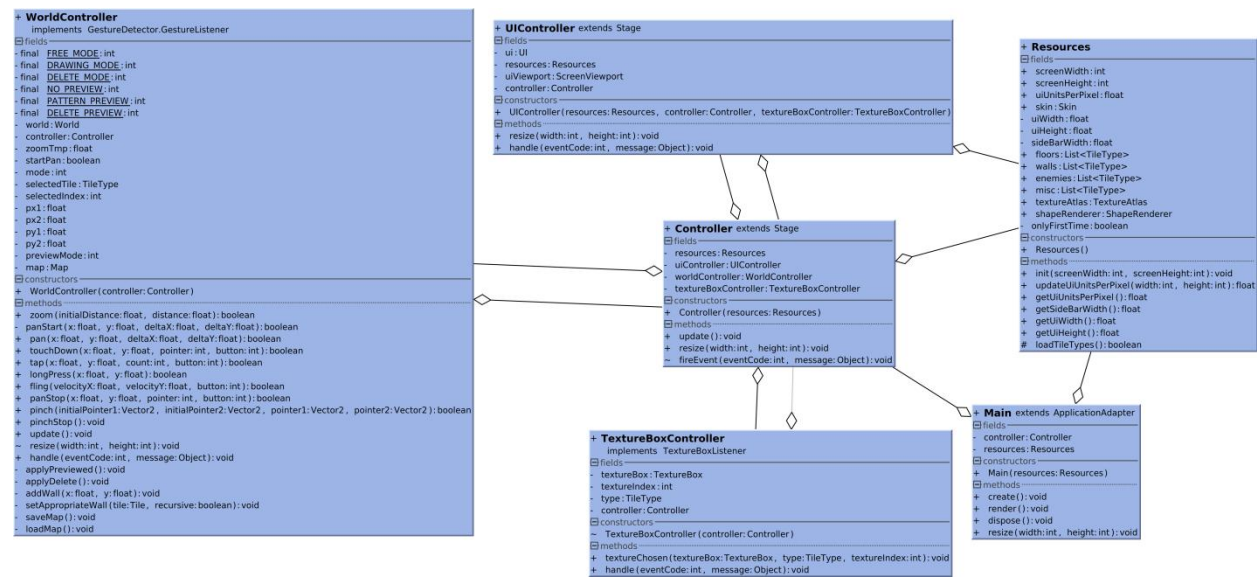 + WorldController
implements GestureDetector.GestureListener
fields
- final FREE_MODE: int
- final DRAWING_MODE: int
- final DELETE_MODE: int
- final NO_PREVIEW: int
- final PATTERN_PREVIEW: int
- final DELETE_PREVIEW: int
- world: World
- controller: Controller
- zoomTmp: float
- startPan: boolean
- mode: int
- selectedTile: TileType
- selectedIndex: int
- px1: float
- px2: float
- py1: float
- py2: float
- previewMode: int
- map: Map
constructors
+ WorldController(controller: Controller)
methods
+ zoom(initialDistance: float, distance: float): boolean
- panStart(x: float, y: float, deltaX: float, deltaY: float): boolean
+ pan(x: float, y: float, deltaX: float, deltaY: float): boolean
+ touchDown(x: float, y: float, pointer: int, button: int): boolean
+ tap(x: float, y: float, count: int, button: int): boolean
+ longPress(x: float, y: float): boolean
+ fling(velocityX: float, velocityY: float, button: int): boolean
+ panStop(x: float, y: float, pointer: int, button: int): boolean
+ pinch(initialPointer1: Vector2, initialPointer2: Vector2, pointer1: Vector2, pointer2: Vector2): boolean
+ pinchStop(): void
+ update(): void
~ resize(width: int, height: int): void
+ handle(eventCode: int, message: Object): void
- applyPreviewed(): void
- applyDelete(): void
- addWall(x: float, y: float): void
- setAppropriateWall(tile: Tile, recursive: boolean): void
- saveMap(): void
- loadMap(): void
+ UIController extends Stage
fields
- ui: UI
- resources: Resources
- uiViewport: ScreenViewport
- controller: Controller
constructors
+ UIController(resources: Resources, controller: Controller, textureBoxController: TextureBoxController)
methods
+ resize(width: int, height: int): void
+ handle(eventCode: int, message: Object): void
+ Controller extends Stage
fields
- resources: Resources
- uiController: UIController
- worldController: WorldController
- textureBoxController: TextureBoxController
constructors
+ Controller(resources: Resources)
methods
+ update(): void
+ resize(width: int, height: int): void
~ fireEvent(eventCode: int, message: Object): void
+ TextureBoxController
implements TextureBoxListener
fields
- textureBox: TextureBox
- textureIndex: int
- type: TileType
- controller: Controller
constructors
~ TextureBoxController(controller: Controller)
methods
+ textureChosen(textureBox: TextureBox, type: TileType, textureIndex: int): void
+ handle(eventCode: int, message: Object): void
+ Resources
fields
+ screenWidth: int
+ screenHeight: int
+ uiUnitsPerPixel: float
+ skin: Skin
- uiWidth: float
- uiHeight: float
- sideBarWidth: float
+ floors: List<TileType>
+ walls: List<TileType>
+ enemies: List<TileType>
+ misc: List<TileType>
+ textureAtlas: TextureAtlas
+ shapeRenderer: ShapeRenderer
- onlyFirstTime: boolean
constructors
+ Resources()
methods
+ init(screenWidth: int, screenHeight: int): void
+ updateUiUnitsPerPixel(width: int, height: int): float
+ getUiUnitsPerPixel(): float
+ getSideBarWidth(): float
+ getUiWidth(): float
+ getUiHeight(): float
# loadTileTypes(): boolean
+ Main extends ApplicationAdapter
fields
- controller: Controller
- resources: Resources
constructors
+ Main(resources: Resources)
methods
+ create(): void
+ render(): void
+ dispose(): void
+ resize(width: int, height: int): void